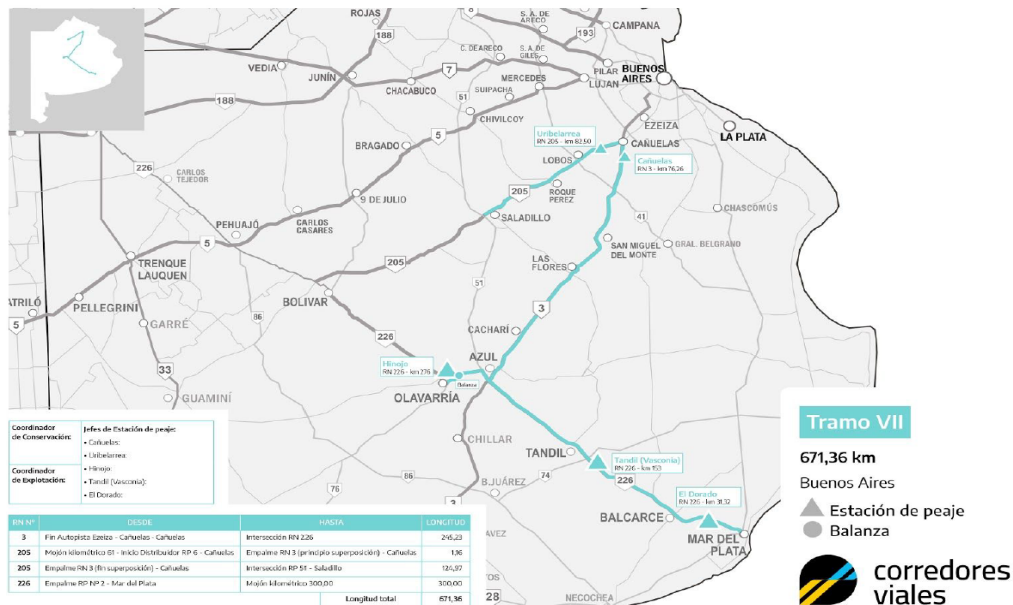 ROJAS
188
S. A. DE
ARECO
8
193
CAMPANA
VEDIA
JUNÍN
C. DE ARECO
S. A. DE
GILES
PILAR
BUENOS
AIRES
7
CHACABUCO
MERCEDES
SUIPACHA
LUJAN
188
51
CHIVILCOY
EZEIZA
LA PLATA
5
BRAGADO
Uribelarrea
RN 205 - km 82,50
CAÑUELAS
LOBOS
Cañuelas
RN 3 - km 76,26
226
CARLOS
TEJEDOR
9 DE JULIO
205
ROQUE
PEREZ
CHASCOMÚS
CARLOS
CASARES
SALADILLO
41
PEHUAJÓ
5
SAN MIGUEL
DEL MONTE
GRAL. BELGRANO
TRENQUE
LAUQUEN
205
LAS
FLORES
51
ATRILÓ
PELLEGRINI
BOLIVAR
3
5
GARRÉ
86
226
CACHARÍ
33
Hinojo
RN 226 - km 276
AZUL
Balanza
OLAVARRÍA
GUAMINÍ
CHILLAR
TANDIL
Tandil (Vasconia)
RN 226 - km 153
86
74
226
76
B.JUÁREZ
El Dorado
RN 226 - km 31,32
3
BALCARCE
MAR DEL
PLATA
AVEZ
TOS
28
NECOCHEA
Coordinador
de Conservación:
Coordinador
de Explotación:
Jefes de Estación de peaje:
• Cañuelas:
• Uribelarrea:
• Hinojo:
• Tandil (Vasconia):
• El Dorado:
RN Nº DESDE HASTA LONGITUD
3 Fin Autopista Ezeiza - Cañuelas - Cañuelas Intersección RN 226 245,23
205 Mojón kilométrico 61 - Inicio Distribuidor RP 6 - Cañuelas Empalme RN 3 (principio superposición) - Cañuelas 1,16
205 Empalme RN 3 (fin superposición) - Cañuelas Intersección RP 51 - Saladillo 124,97
226 Empalme RP Nº 2 - Mar del Plata Mojón kilométrico 300,00 300,00
Longitud total 671,36
Tramo VII
671,36 km
Buenos Aires
Estación de peaje
Balanza
corredores
viales